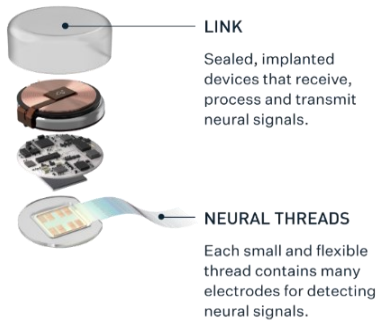 LINK
Sealed, implanted
devices that receive,
process and transmit
neural signals.
NEURAL THREADS
Each small and flexible
thread contains many
electrodes for detecting
neural signals.